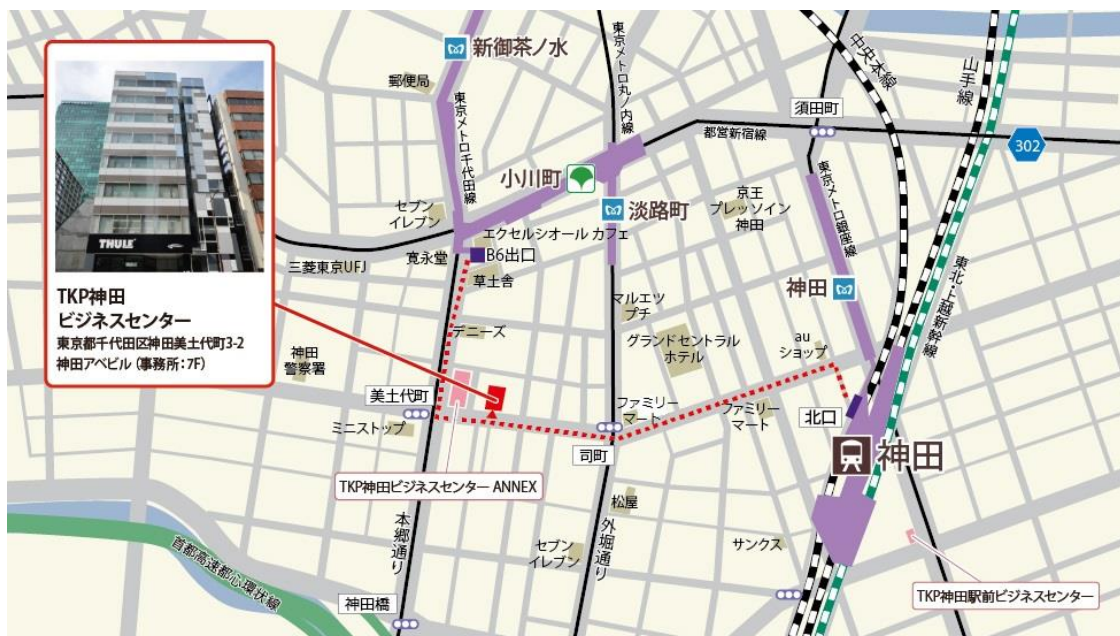 新御茶ノ水
郵便局
東京メトロ千代田線
東京メトロ丸ノ内線
中央本線
山手線
須田町
都営新宿線
302
小川町
淡路町
セブン
イレブン
エクセルシオール カフェ
京王
プレッソイン
神田
東京メトロ銀座線
三菱東京UFJ
寛永堂
B6出口
草土舎
神田
東北・上越新幹線
マルエツ
プチ
THULE
TKP神田
ビジネスセンター
東京都千代田区神田美土代町3-2
神田アベビル (事務所:7F)
デニーズ
グランドセントラル
ホテル
au
ショップ
神田
警察署
美土代町
ミニストップ
ファミリー
マート
ファミリー
マート
北口
司町
神田
TKP神田ビジネスセンター ANNEX
松屋
本郷通り
外堀通り
セブン
イレブン
サンクス
首都高速都心環状線
神田橋
TKP神田駅前ビジネスセンター